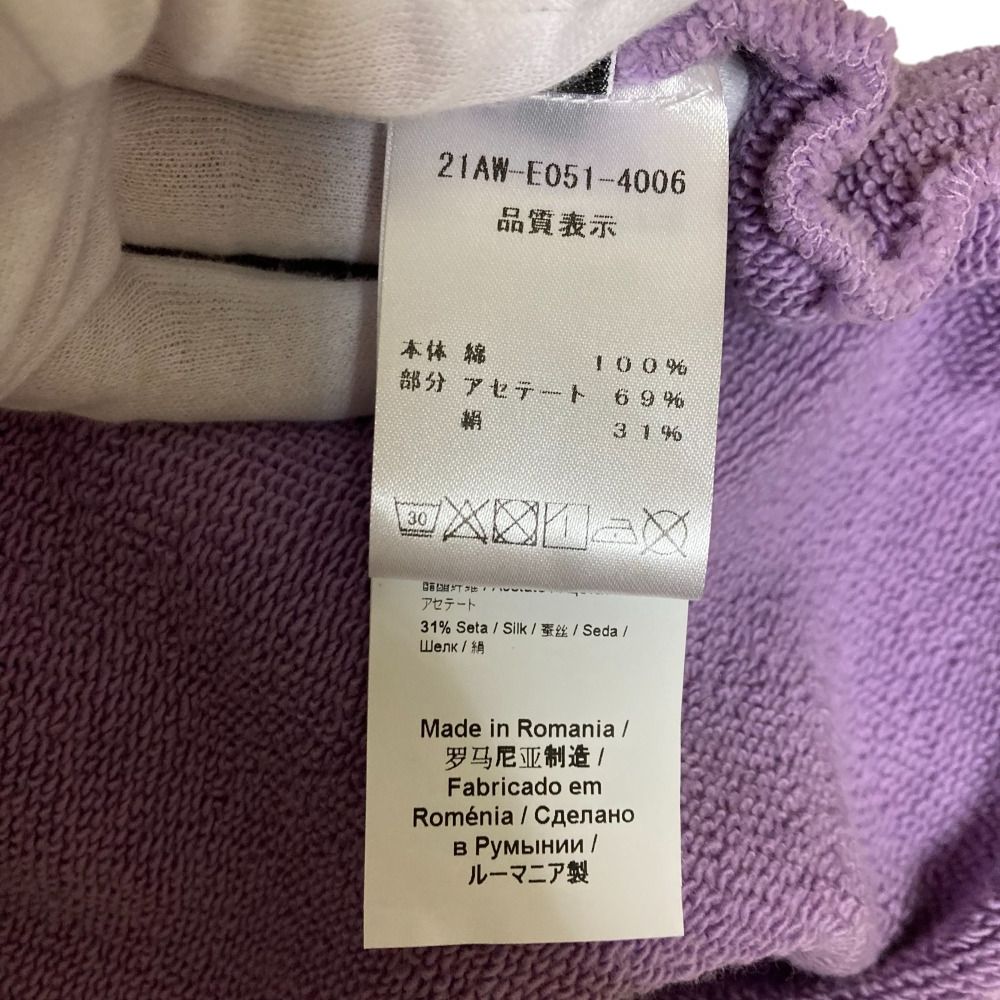 21AW-E051-4006
品質表示
本体 綿 100%
部分 アセテート 69%
絹 31%
30
アセテート
31% Seta / Silk / 蚕丝 / Seda /
Шелк / 絹
Made in Romania /
罗马尼亚制造 /
Fabricado em
Roménia / Сделано
в Румынии /
ルーマニア製